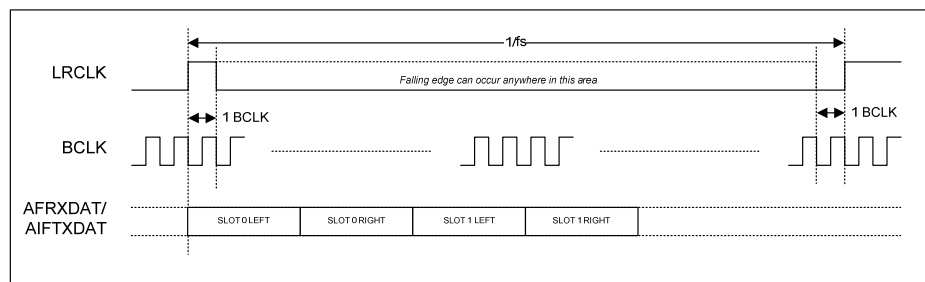 1/fs
LRCLK
Falling edge can occur anywhere in this area
1 BCLK
1 BCLK
BCLK
AFRXDAT/
AIFTXDAT
SLOT 0 LEFT
SLOT 0 RIGHT
SLOT 1 LEFT
SLOT 1 RIGHT